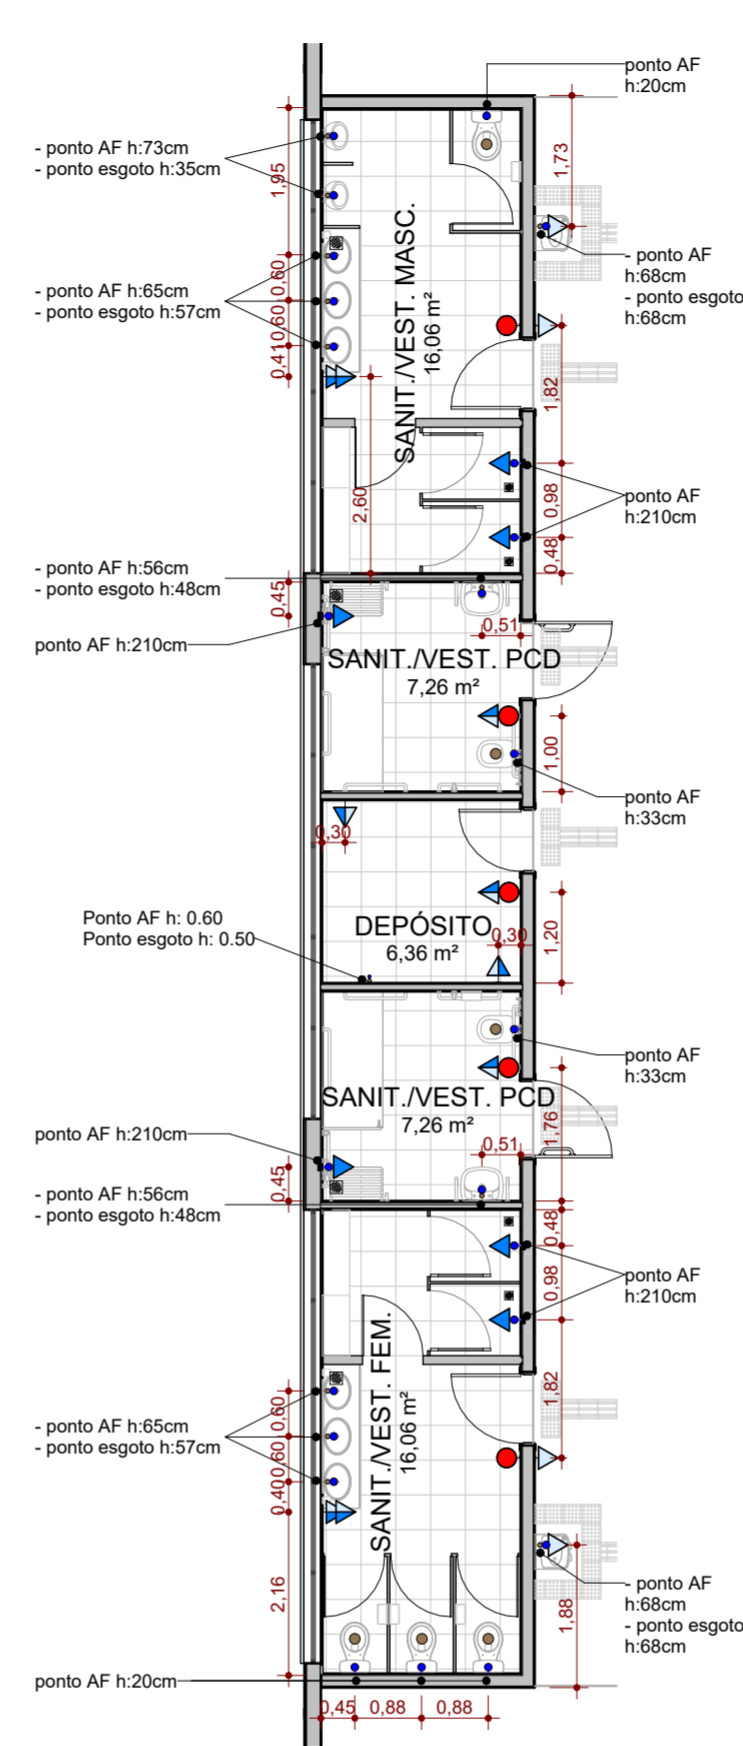 ponto AF
h:20cm
1,73
- ponto AF h:73cm
- ponto esgoto h:35cm
1,95
SANIT./VEST. MASC.
16,06 m²
- ponto AF
h:68cm
- ponto esgoto
h:68cm
- ponto AF h:65cm
- ponto esgoto h:57cm
0,60
0,60
0,41
1,82
2,60
0,98
ponto AF
h:210cm
0,48
- ponto AF h:56cm
- ponto esgoto h:48cm
0,45
0,51
ponto AF h:210cm
SANIT./VEST. PCD
7,26 m²
1,00
ponto AF
h:33cm
0,30
Ponto AF h: 0.60
Ponto esgoto h: 0.50
DEPÓSITO
6,36 m²
0,30
1,20
ponto AF
h:33cm
SANIT./VEST. PCD
7,26 m²
1,76
ponto AF h:210cm
0,51
0,45
- ponto AF h:56cm
- ponto esgoto h:48cm
0,48
0,98
ponto AF
h:210cm
SANIT./VEST. FEM.
16,06 m²
1,82
- ponto AF h:65cm
- ponto esgoto h:57cm
0,60
0,60
0,40
2,16
- ponto AF
h:68cm
- ponto esgoto
h:68cm
1,88
ponto AF h:20cm
0,45
0,88
0,88